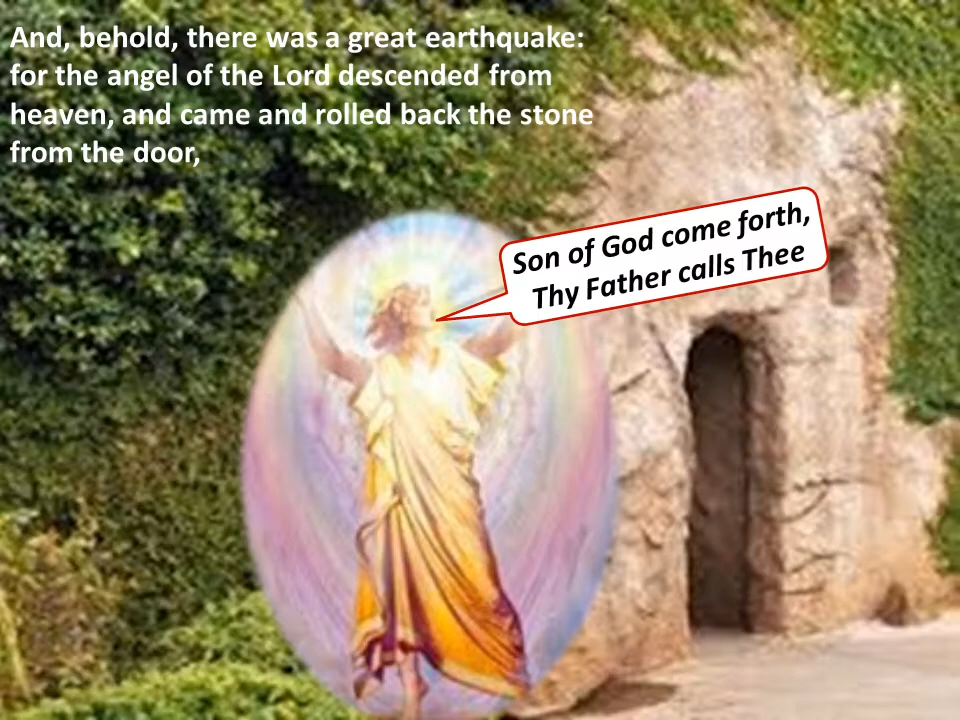 And, behold, there was a great earthquake:
for the angel of the Lord descended from
heaven, and came and rolled back the stone
from the door,
Son of God come forth,
Thy Father calls Thee